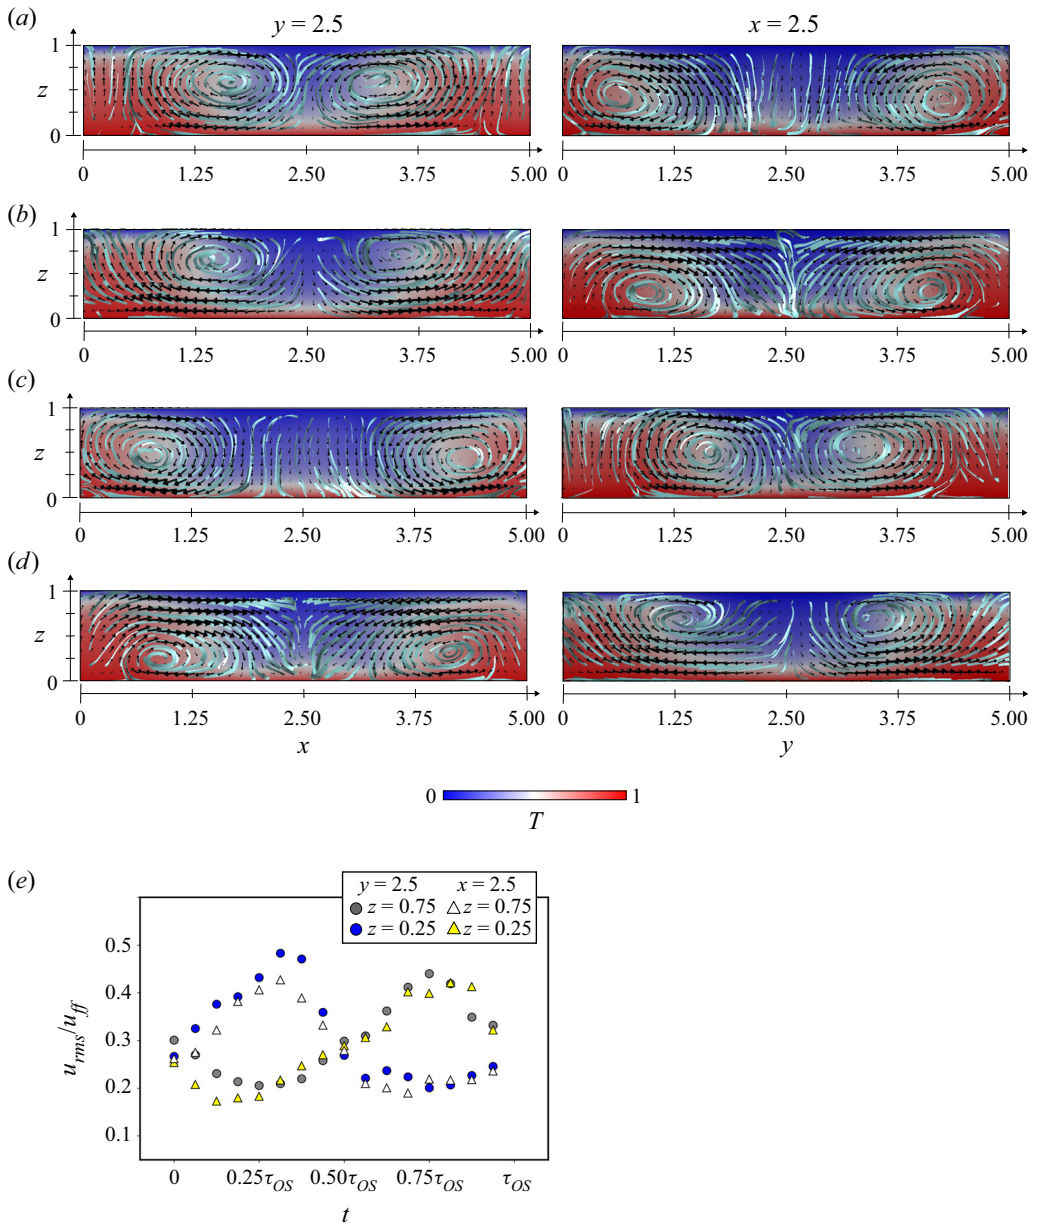 (a)
y = 2.5
x = 2.5
1
z
0
0 1.25 2.50 3.75 5.00
0 1.25 2.50 3.75 5.00
(b)
1
z
0
0 1.25 2.50 3.75 5.00
0 1.25 2.50 3.75 5.00
(c)
1
z
0
0 1.25 2.50 3.75 5.00
0 1.25 2.50 3.75 5.00
(d)
1
z
0
0 1.25 2.50 3.75 5.00
0 1.25 2.50 3.75 5.00
x
y
0 1
T
(e)
y = 2.5 x = 2.5
z = 0.75 z = 0.75
z = 0.25 z = 0.25
0.5
0.4
0.3
0.2
0.1
u_rms/u_ff
0 0.25τ_OS 0.50τ_OS 0.75τ_OS τ_OS
t